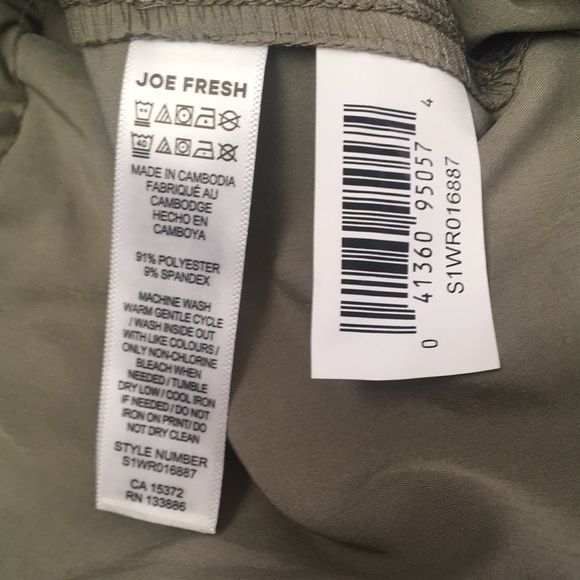 JOE FRESH
40
MADE IN CAMBODIA
FABRIQUÉ AU
CAMBODGE
HECHO EN
CAMBOYA
91% POLYESTER
9% SPANDEX
MACHINE WASH
WARM GENTLE CYCLE
/ WASH INSIDE OUT
WITH LIKE COLOURS /
ONLY NON-CHLORINE
BLEACH WHEN
NEEDED / TUMBLE
DRY LOW / COOL IRON
IF NEEDED / DO NOT
IRON ON PRINT/ DO
NOT DRY CLEAN
STYLE NUMBER
S1WR016887
CA 15372
RN 133886
0 41360 95057 4
S1WR016887